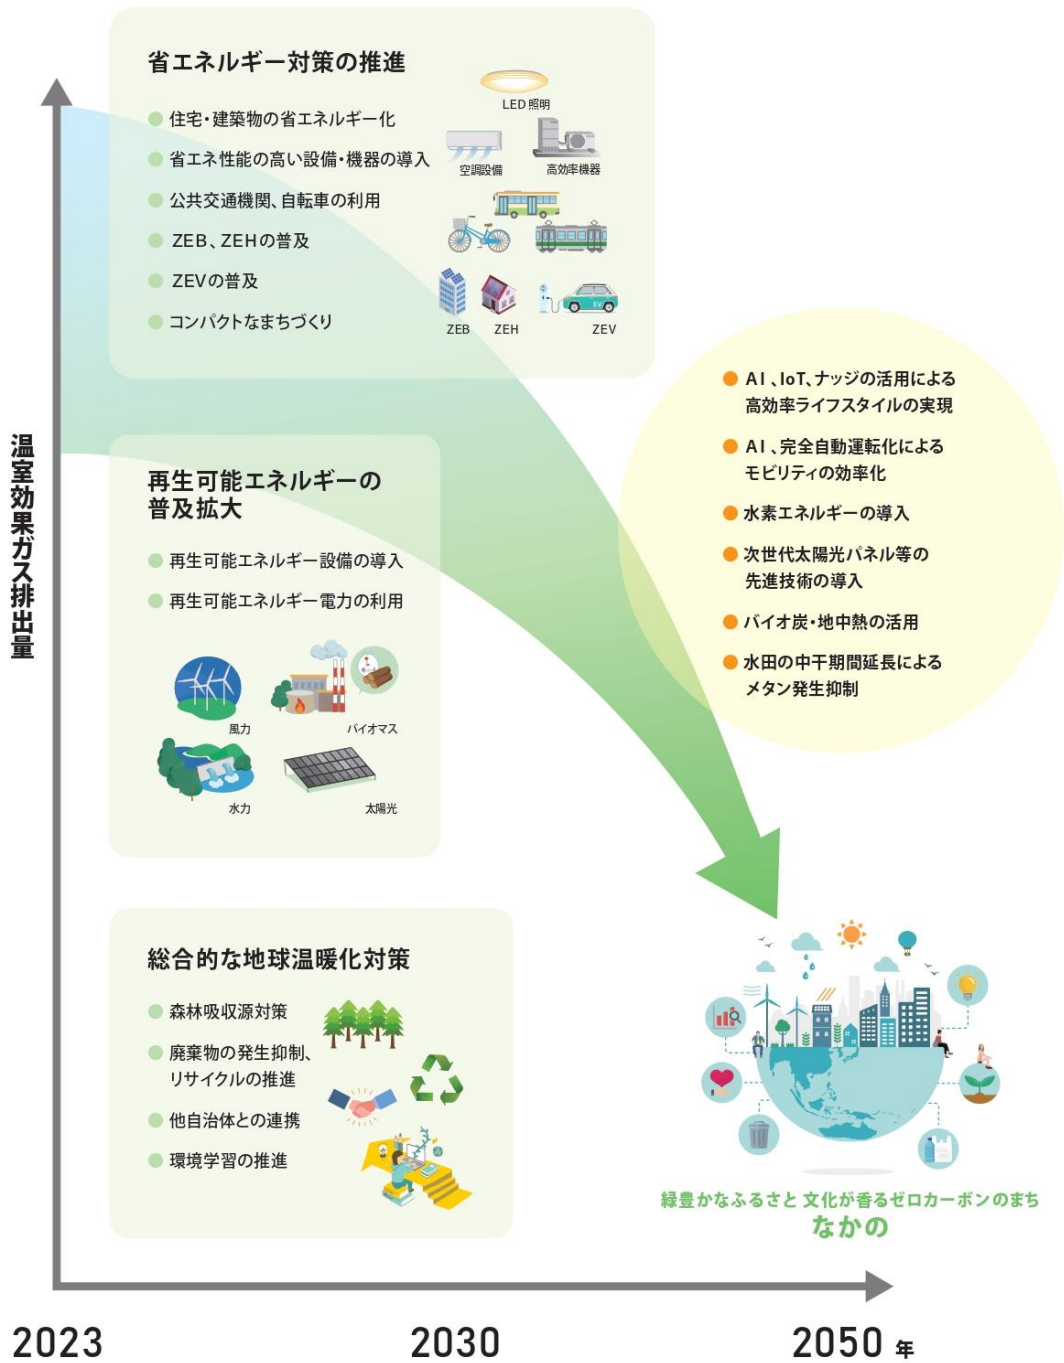 省エネルギー対策の推進
住宅・建築物の省エネルギー化
省エネ性能の高い設備・機器の導入
公共交通機関、自転車の利用
ZEB、ZEHの普及
ZEVの普及
コンパクトなまちづくり
LED 照明
空調設備
高効率機器
ZEB
ZEH
EV
ZEV
温室効果ガス排出量
再生可能エネルギーの
普及拡大
再生可能エネルギー設備の導入
再生可能エネルギー電力の利用
風力
バイオマス
水力
太陽光
AI、IoT、ナッジの活用による
高効率ライフスタイルの実現
AI、完全自動運転化による
モビリティの効率化
水素エネルギーの導入
次世代太陽光パネル等の
先進技術の導入
バイオ炭・地中熱の活用
水田の中干期間延長による
メタン発生抑制
総合的な地球温暖化対策
森林吸収源対策
廃棄物の発生抑制、
リサイクルの推進
他自治体との連携
環境学習の推進
緑豊かなふるさと 文化が香るゼロカーボンのまち
なかの
2023
2030
2050 年